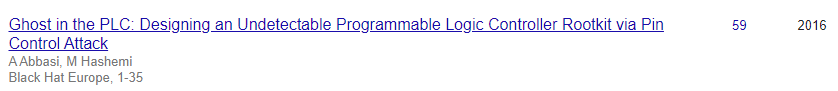 Ghost in the PLC: Designing an Undetectable Programmable Logic Controller Rootkit via Pin 59 2016
Control Attack
A Abbasi, M Hashemi
Black Hat Europe, 1-35